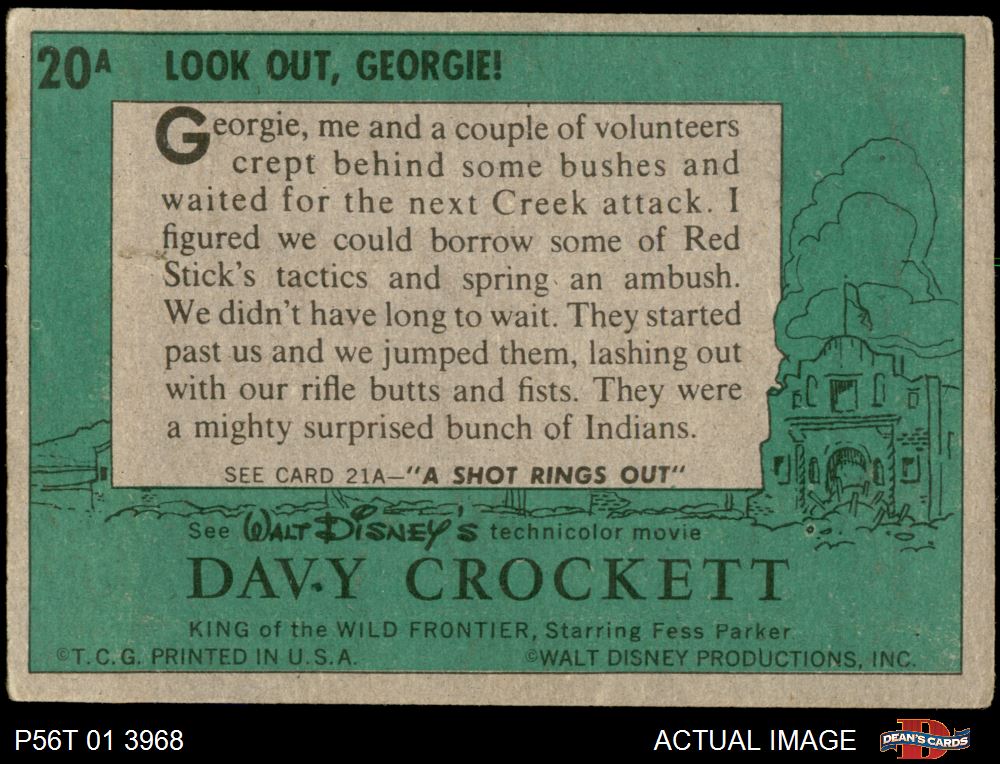 20A LOOK OUT, GEORGIE!
Georgie, me and a couple of volunteers
crept behind some bushes and
waited for the next Creek attack. I
figured we could borrow some of Red
Stick's tactics and spring an ambush.
We didn't have long to wait. They started
past us and we jumped them, lashing out
with our rifle butts and fists. They were
a mighty surprised bunch of Indians.
SEE CARD 21A—"A SHOT RINGS OUT"
See WALT DISNEY'S technicolor movie
DAVY CROCKETT
KING of the WILD FRONTIER, Starring Fess Parker
©T.C.G. PRINTED IN U.S.A. ©WALT DISNEY PRODUCTIONS, INC.
P56T 01 3968 ACTUAL IMAGE D DEAN'S CARDS